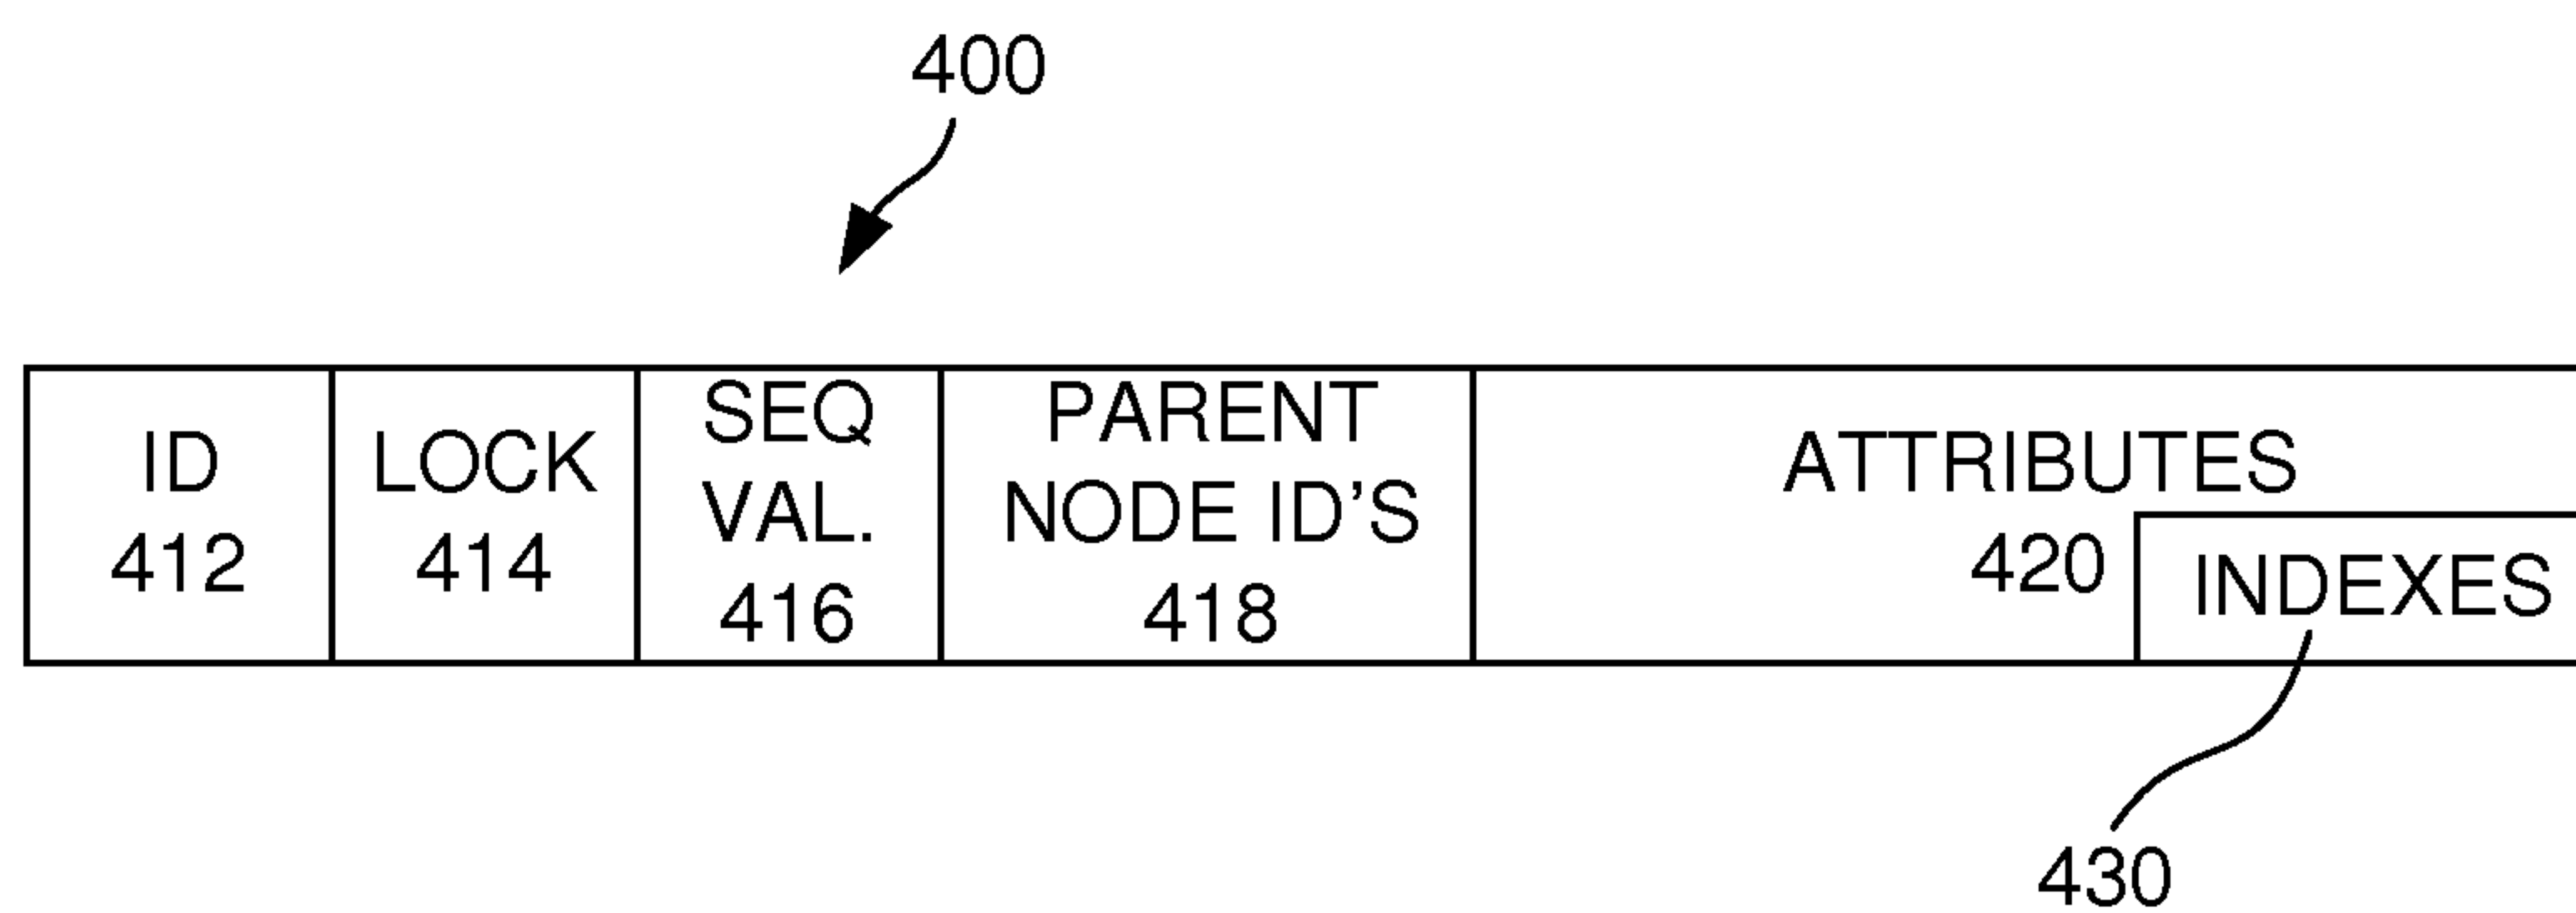 400
ID
412
LOCK
414
SEQ
VAL.
416
PARENT
NODE ID'S
418
ATTRIBUTES
420
INDEXES
430